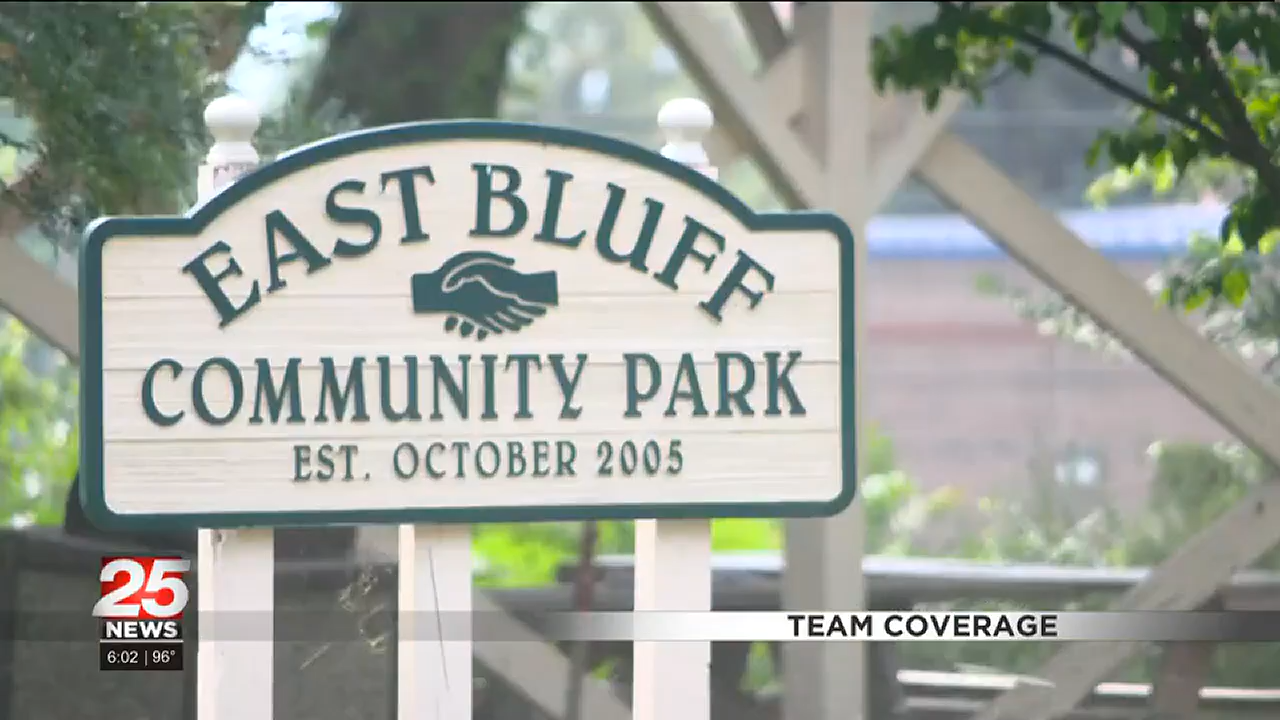 EAST BLUFF
COMMUNITY PARK
EST. OCTOBER 2005
25
NEWS
6:02 | 96°
TEAM COVERAGE